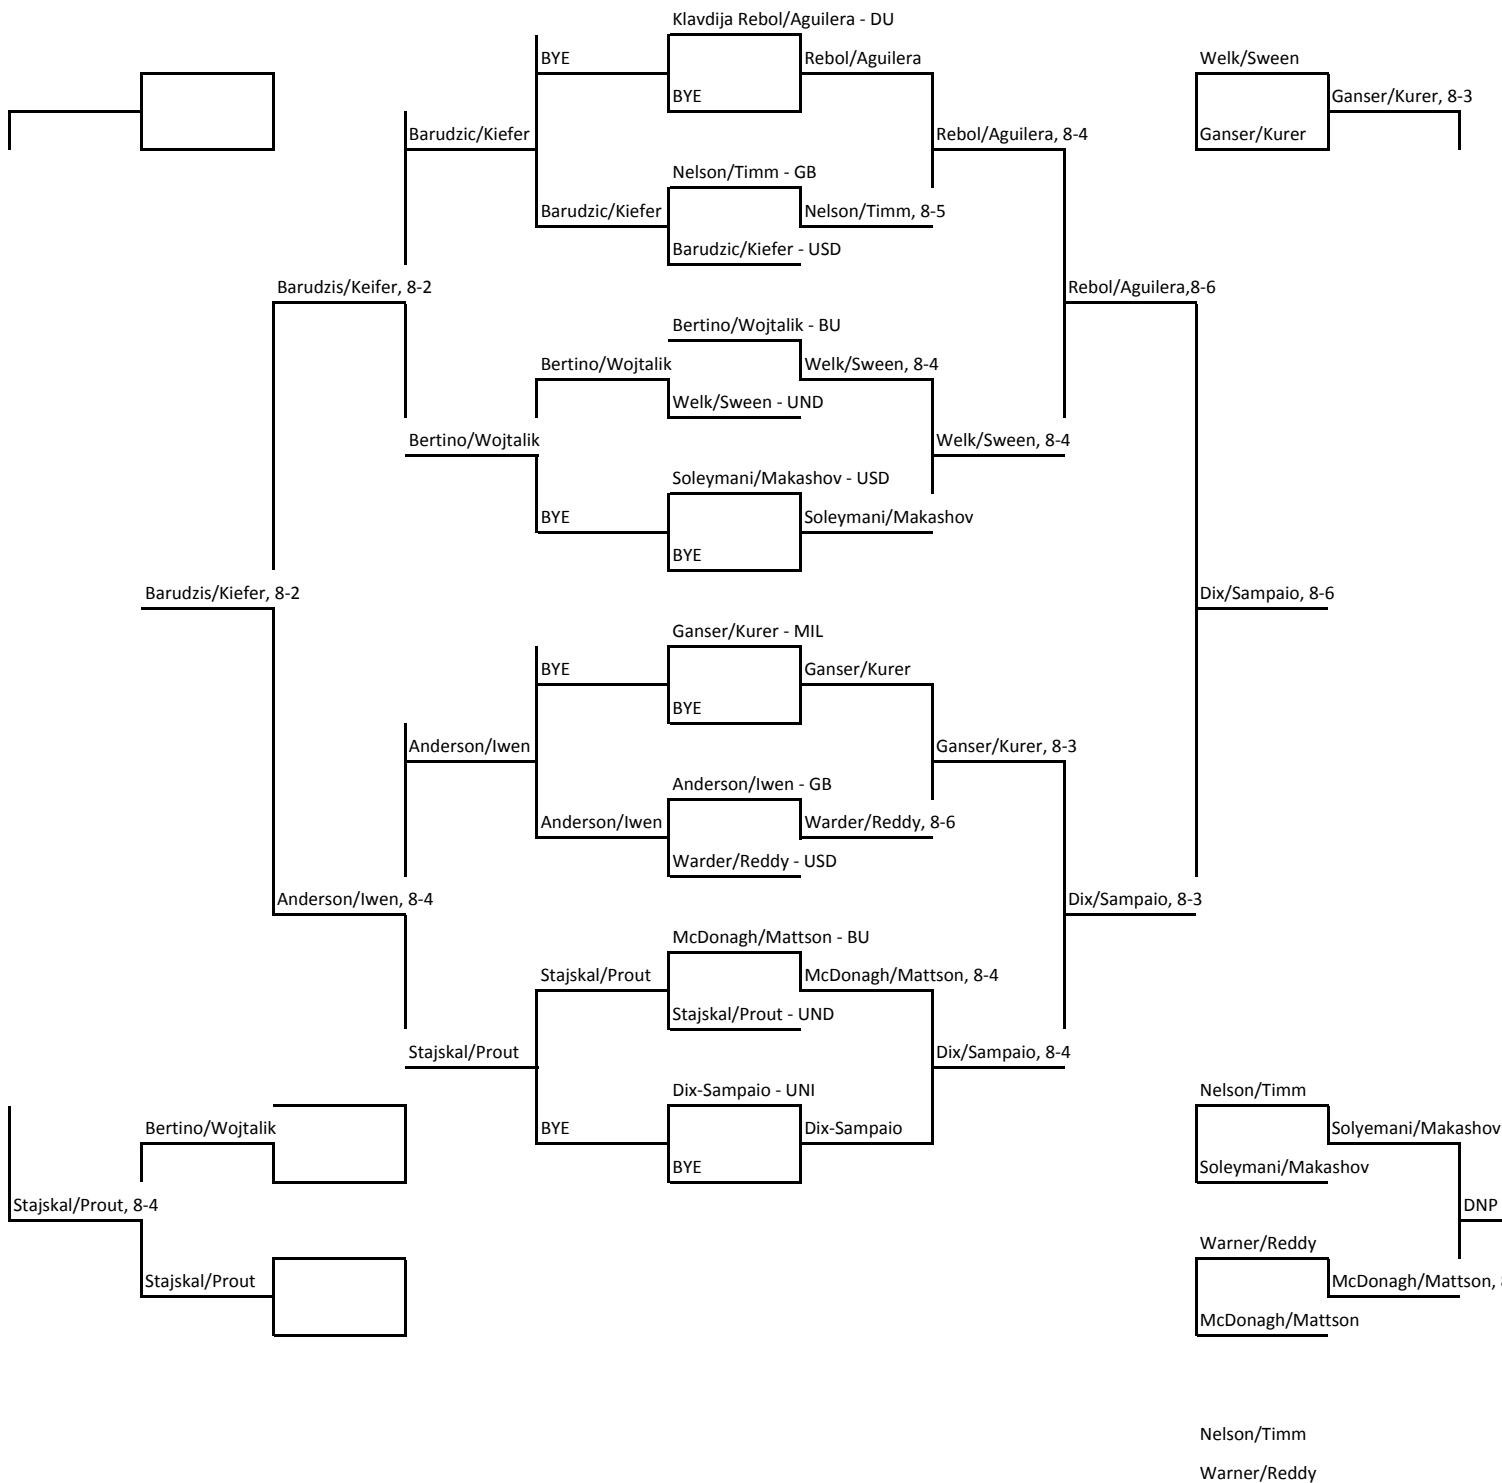 Klavdija Rebol/Aguilera - DU
BYE
Rebol/Aguilera
Welk/Sween
BYE
Ganser/Kurer, 8-3
Barudzic/Kiefer
Rebol/Aguilera, 8-4
Ganser/Kurer
Nelson/Timm - GB
Barudzic/Kiefer
Nelson/Timm, 8-5
Barudzic/Kiefer - USD
Barudzis/Keifer, 8-2
Rebol/Aguilera,8-6
Bertino/Wojtalik - BU
Bertino/Wojtalik
Welk/Sween, 8-4
Welk/Sween - UND
Bertino/Wojtalik
Welk/Sween, 8-4
Soleymani/Makashov - USD
BYE
Soleymani/Makashov
BYE
Barudzis/Kiefer, 8-2
Dix/Sampaio, 8-6
Ganser/Kurer - MIL
BYE
Ganser/Kurer
BYE
Anderson/Iwen
Ganser/Kurer, 8-3
Anderson/Iwen - GB
Anderson/Iwen
Warder/Reddy, 8-6
Warder/Reddy - USD
Anderson/Iwen, 8-4
Dix/Sampaio, 8-3
McDonagh/Mattson - BU
Stajskal/Prout
McDonagh/Mattson, 8-4
Stajskal/Prout - UND
Stajskal/Prout
Dix/Sampaio, 8-4
Dix-Sampaio - UNI
Nelson/Timm
Bertino/Wojtalik
BYE
Dix-Sampaio
Solyemani/Makashov
BYE
Soleymani/Makashov
Stajskal/Prout, 8-4
DNP
Warner/Reddy
Stajskal/Prout
McDonagh/Mattson,
McDonagh/Mattson
Nelson/Timm
Warner/Reddy